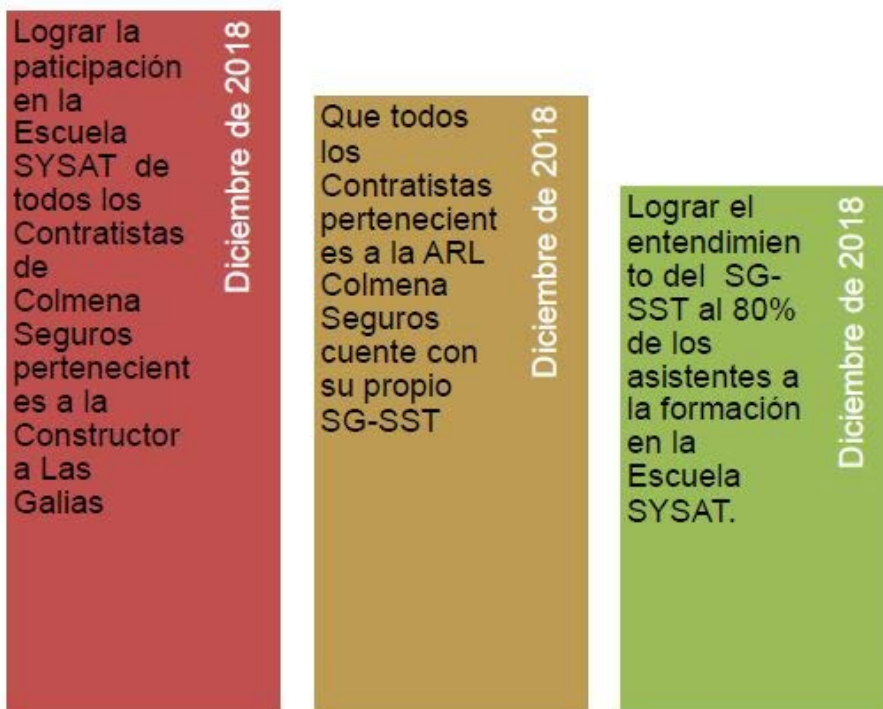 Lograr la
paticipación
en la
Escuela
SYSAT de
todos los
Contratistas
de
Colmena
Seguros
pertenecient
es a la
Constructor
a Las
Galias
Diciembre de 2018
Que todos
los
Contratistas
pertenecient
es a la ARL
Colmena
Seguros
cuente con
su propio
SG-SST
Diciembre de 2018
Lograr el
entendimien
to del SG-
SST al 80%
de los
asistentes a
la formación
en la
Escuela
SYSAT.
Diciembre de 2018